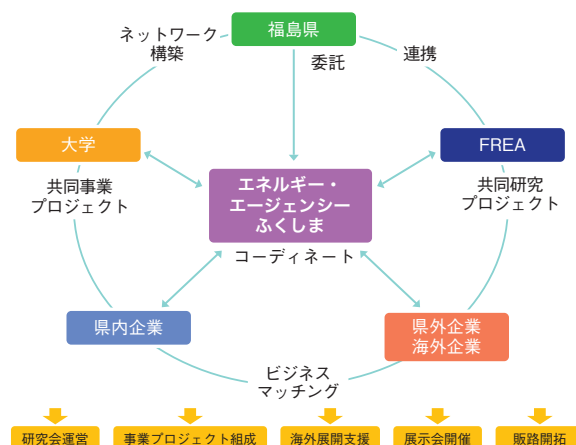 福島県
ネットワーク
構築
委託
連携
大学
FREA
エネルギー・
エージェンシー
ふくしま
共同事業
プロジェクト
共同研究
プロジェクト
コーディネート
県内企業
県外企業
海外企業
ビジネス
マッチング
研究会運営
事業プロジェクト組成
海外展開支援
展示会開催
販路開拓